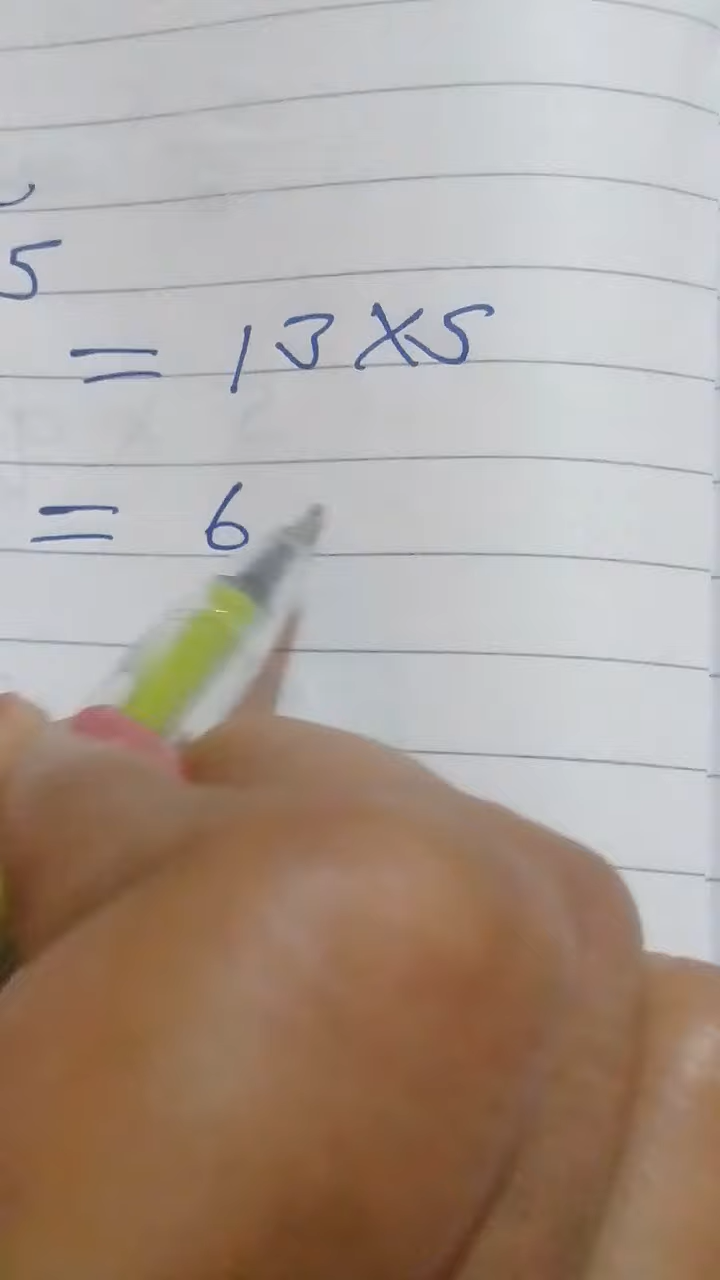 5
= 13 × 5
= 6